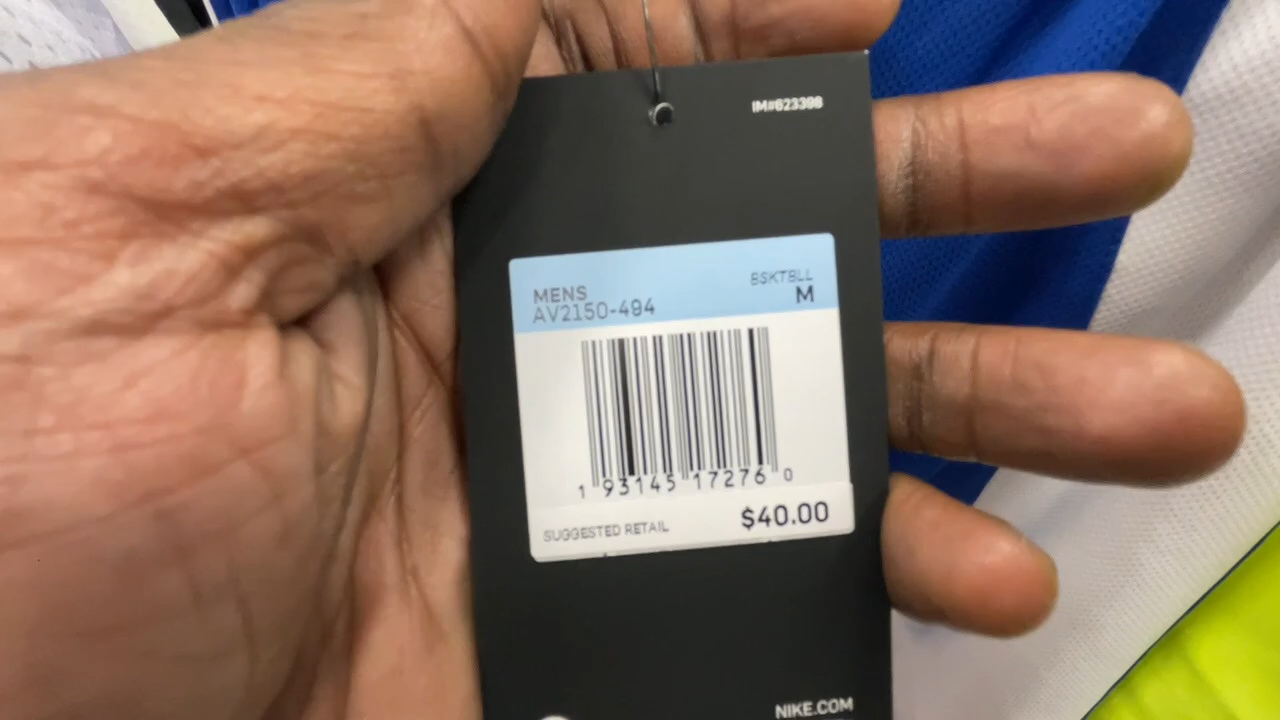 IM#623398
MENS
BSKTBLL
AV2150-494
M
1 93145 17276 0
SUGGESTED RETAIL
$40.00
NIKE.COM